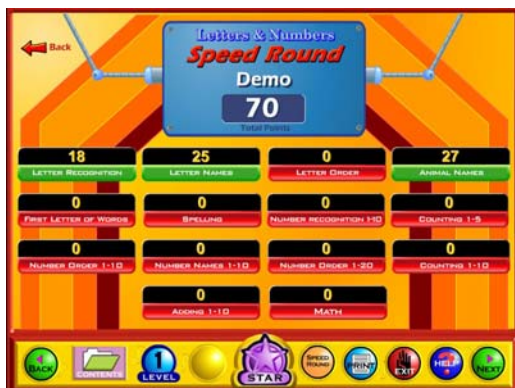 Letters & Numbers
Speed Round
Back
Demo
70
Total Points
18 25 0 27
LETTER RECOGNITION LETTER NAMES LETTER ORDER ANIMAL NAMES
0 0 0 0
FIRST LETTER OF WORDS SPELLING NUMBER RECOGNITION 1-10 COUNTING 1-5
0 0 0 0
NUMBER ORDER 1-10 NUMBER NAMES 1-10 NUMBER ORDER 1-20 COUNTING 1-10
0 0
ADDING 1-10 MATH
BACK CONTENTS 1 LEVEL STAR SPEED ROUND PRINT EXIT HELP NEXT